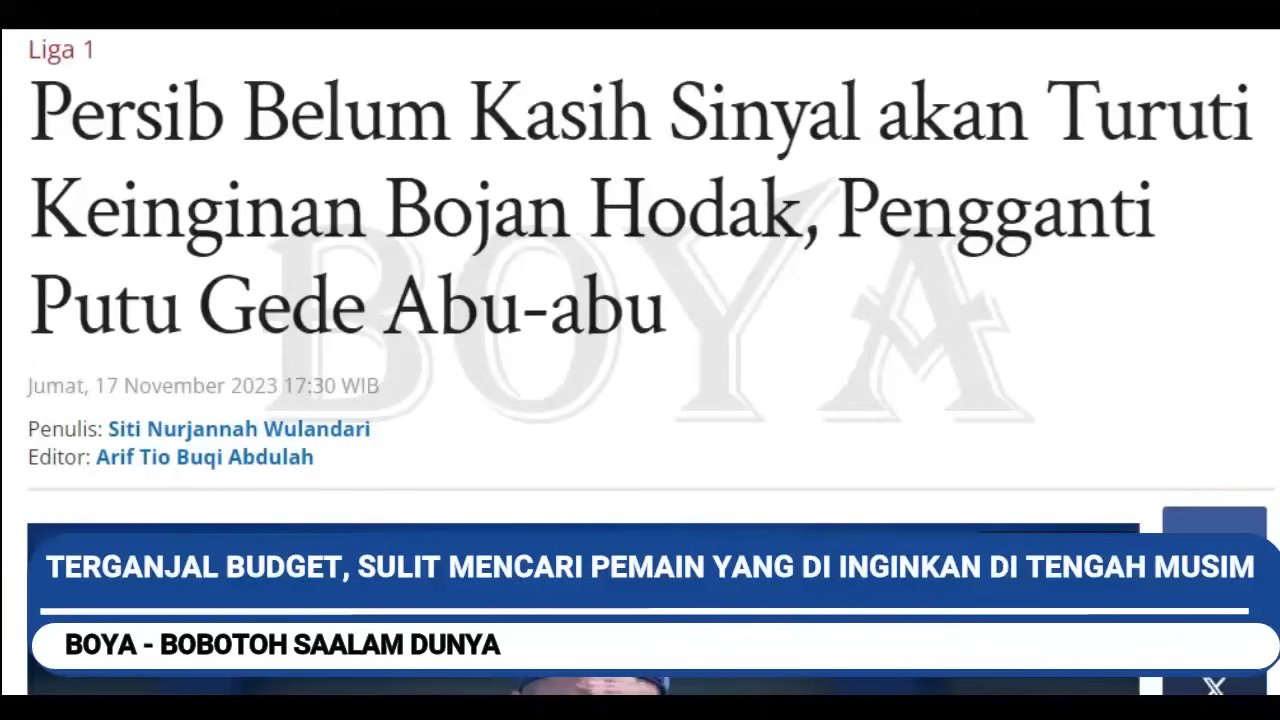 Liga 1
Persib Belum Kasih Sinyal akan Turuti
Keinginan Bojan Hodak, Pengganti
Putu Gede Abu-abu
BOYA
Jumat, 17 November 2023 17:30 WIB
Penulis: Siti Nurjannah Wulandari
Editor: Arif Tio Buqi Abdulah
TERGANJAL BUDGET, SULIT MENCARI PEMAIN YANG DI INGINKAN DI TENGAH MUSIM
BOYA - BOBOTOH SAALAM DUNYA